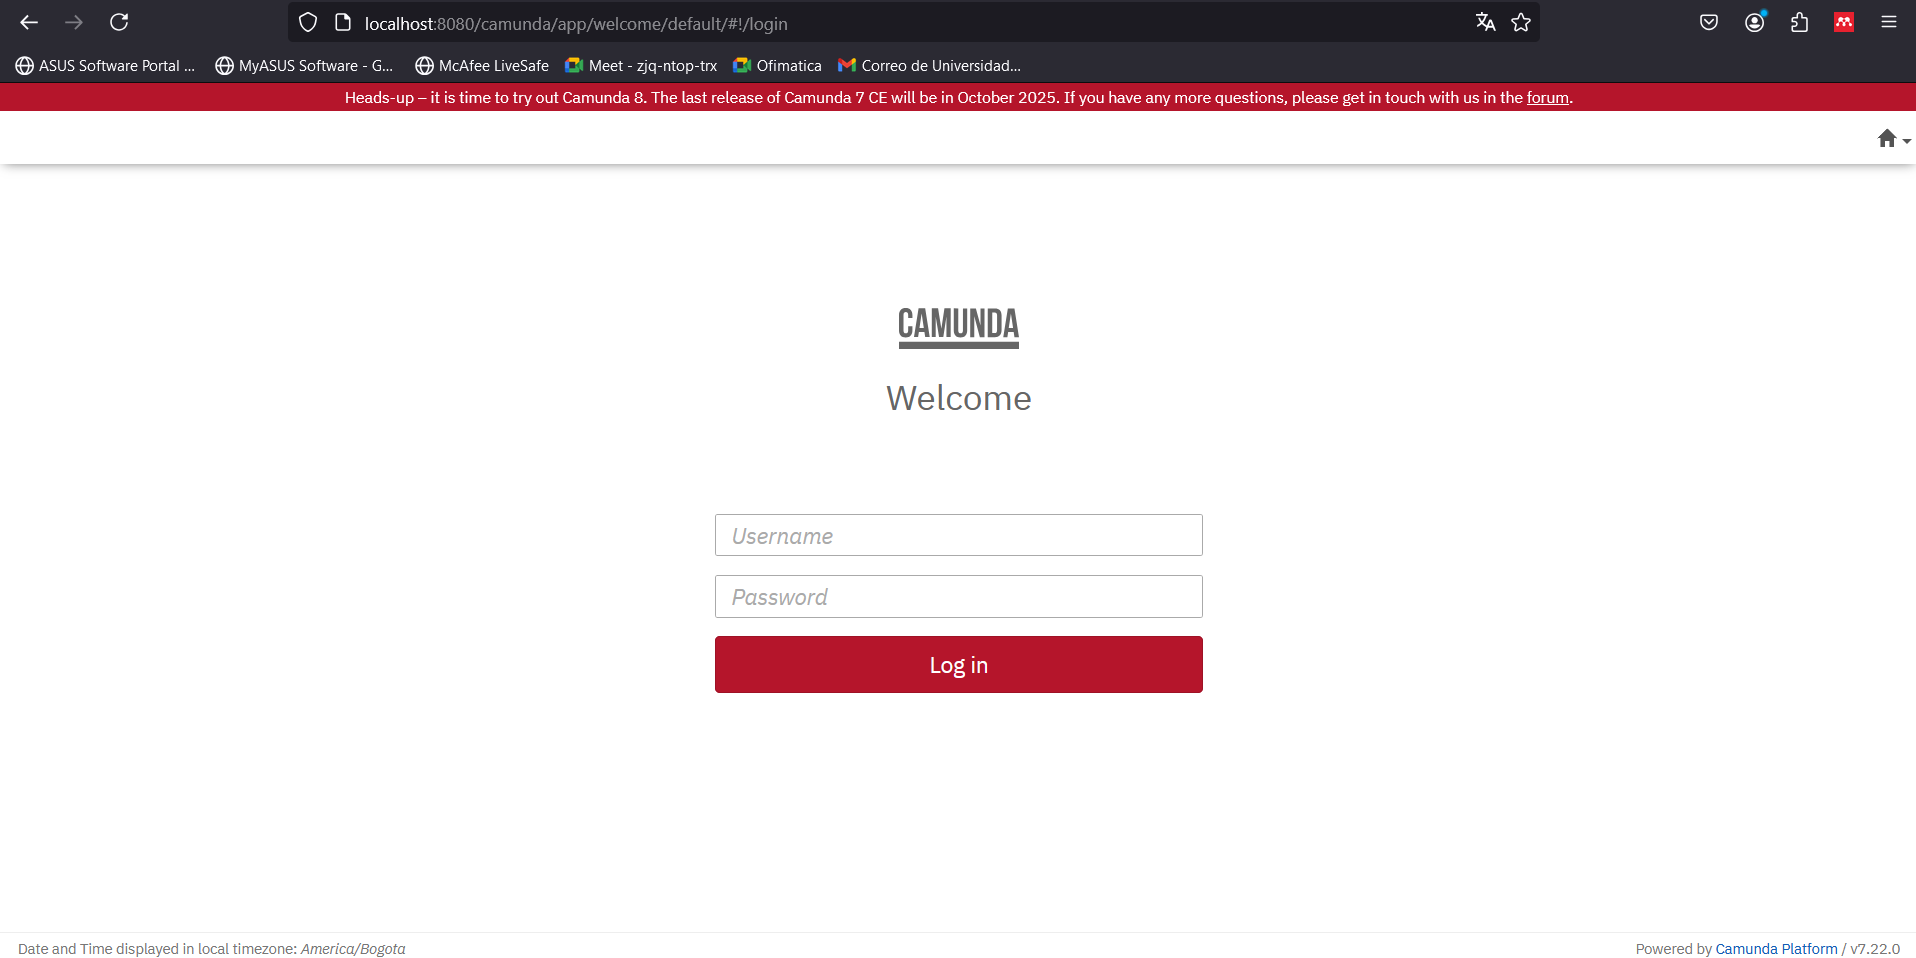 localhost:8080/camunda/app/welcome/default/#!/login
ASUS Software Portal ... MyASUS Software - G... McAfee LiveSafe Meet - zjq-ntop-trx Ofimatica Correo de Universidad...
Heads-up – it is time to try out Camunda 8. The last release of Camunda 7 CE will be in October 2025. If you have any more questions, please get in touch with us in the forum.
CAMUNDA
Welcome
Username
Password
Log in
Date and Time displayed in local timezone: America/Bogota
Powered by Camunda Platform / v7.22.0